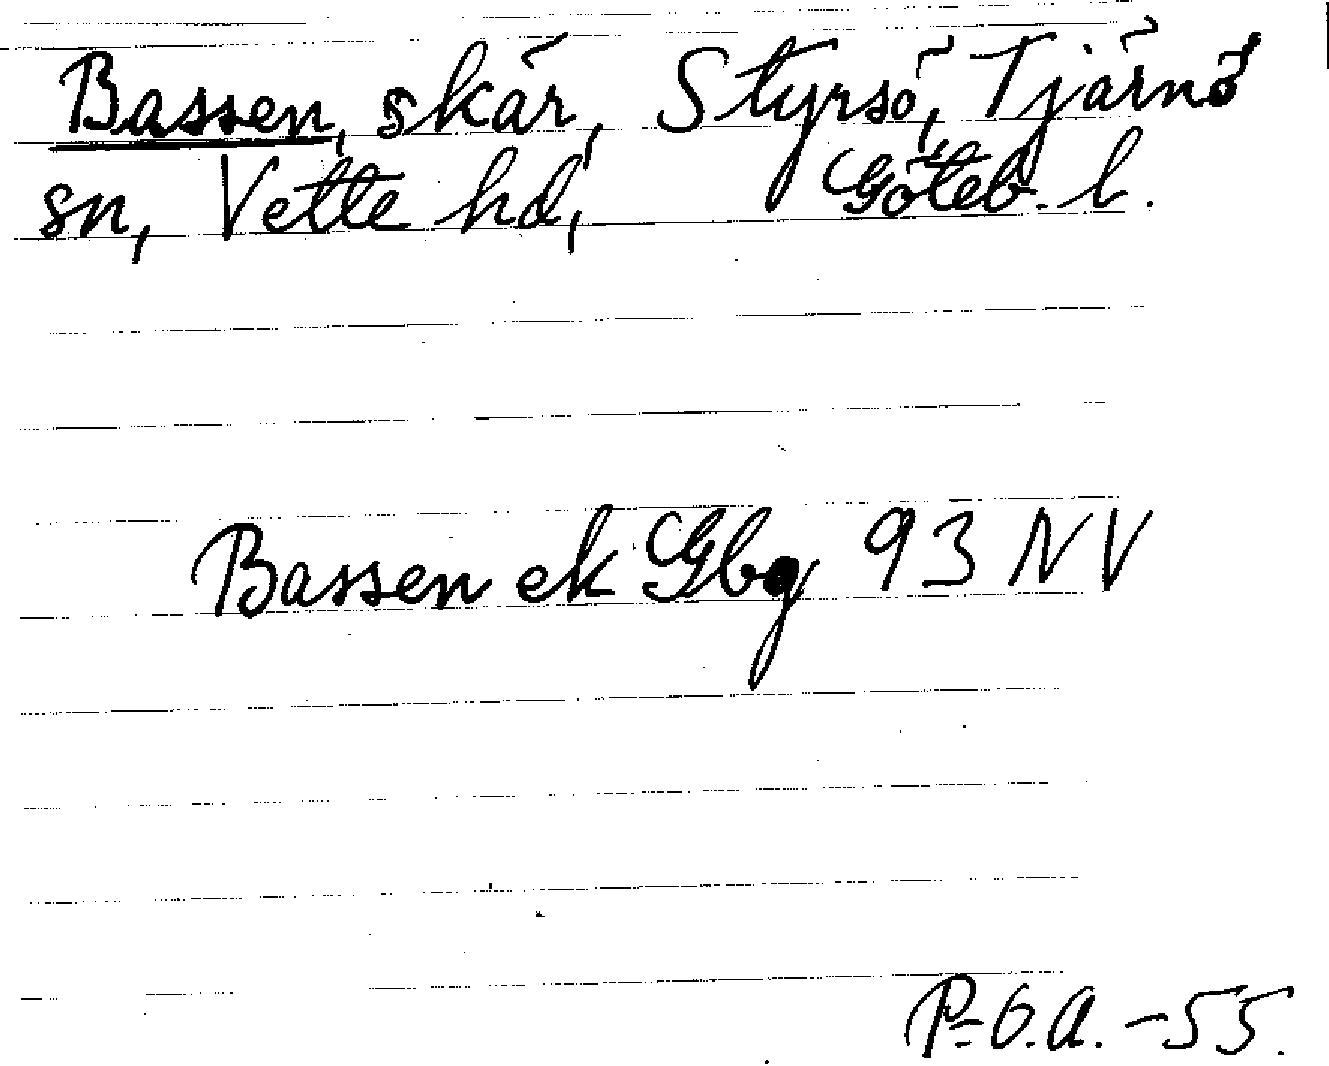 Bassen, skär, Styrsö, Tjärnö
sn, Vette hd, Göteb. l.
Bassen ek Gbg 93 NV
P-O.A. -55.